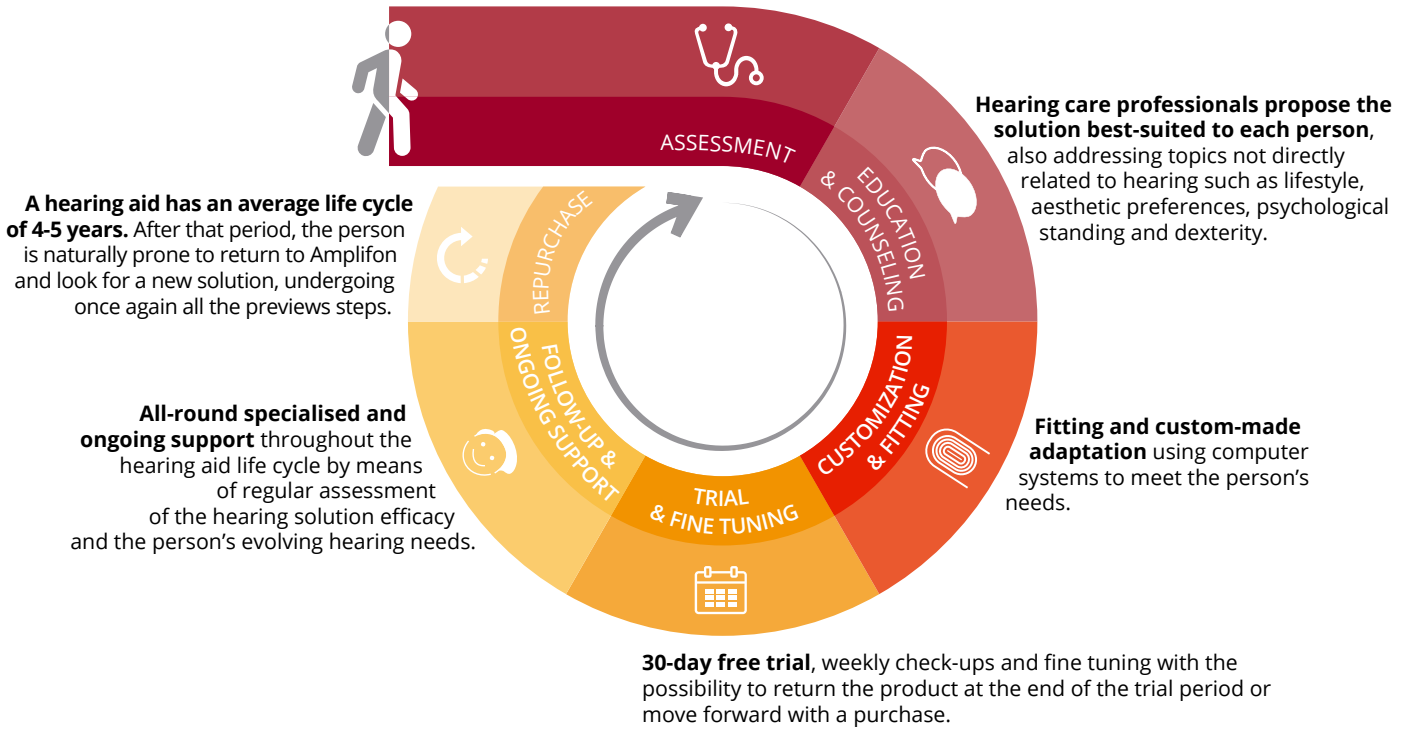 ASSESSMENT
EDUCATION
& COUNSELING
Hearing care professionals propose the
solution best-suited to each person,
also addressing topics not directly
related to hearing such as lifestyle,
aesthetic preferences, psychological
standing and dexterity.
CUSTOMIZATION
& FITTING
Fitting and custom-made
adaptation using computer
systems to meet the person’s
needs.
TRIAL
& FINE TUNING
30-day free trial, weekly check-ups and fine tuning with the
possibility to return the product at the end of the trial period or
move forward with a purchase.
FOLLOW-UP &
ONGOING SUPPORT
All-round specialised and
ongoing support throughout the
hearing aid life cycle by means
of regular assessment
of the hearing solution efficacy
and the person’s evolving hearing needs.
REPURCHASE
A hearing aid has an average life cycle
of 4-5 years. After that period, the person
is naturally prone to return to Amplifon
and look for a new solution, undergoing
once again all the previews steps.